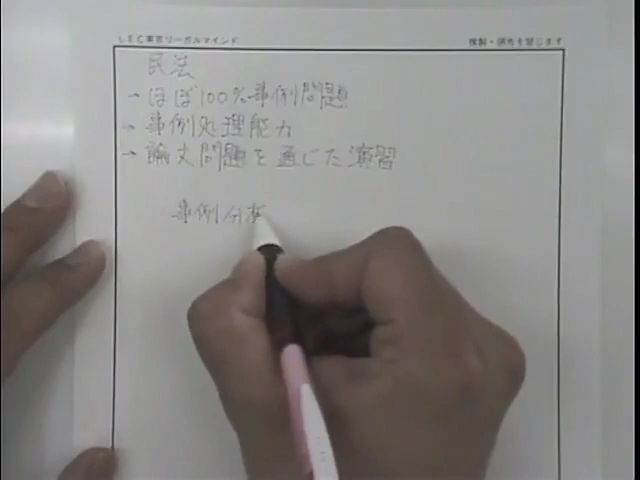 LEC東京リーガルマインド 複製・頒布を禁じます
民法
→ほぼ100%事例問題
→事例処理能力
→論文問題を通じた演習
事例分析